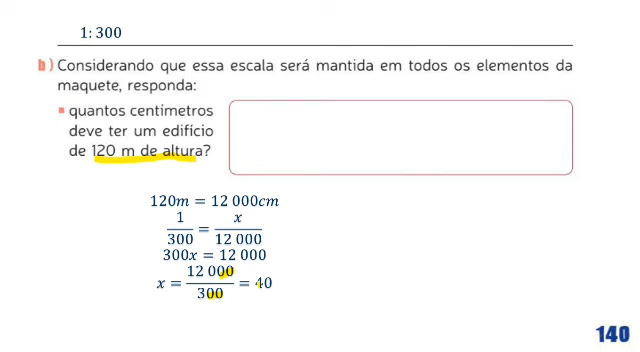 1:300
b) Considerando que essa escala será mantida em todos os elementos da
maquete, responda:
quantos centímetros
deve ter um edifício
de 120 m de altura?
120m = 12 000cm
1/300 = x/12 000
300x = 12 000
x = 12 000/300 = 40
140